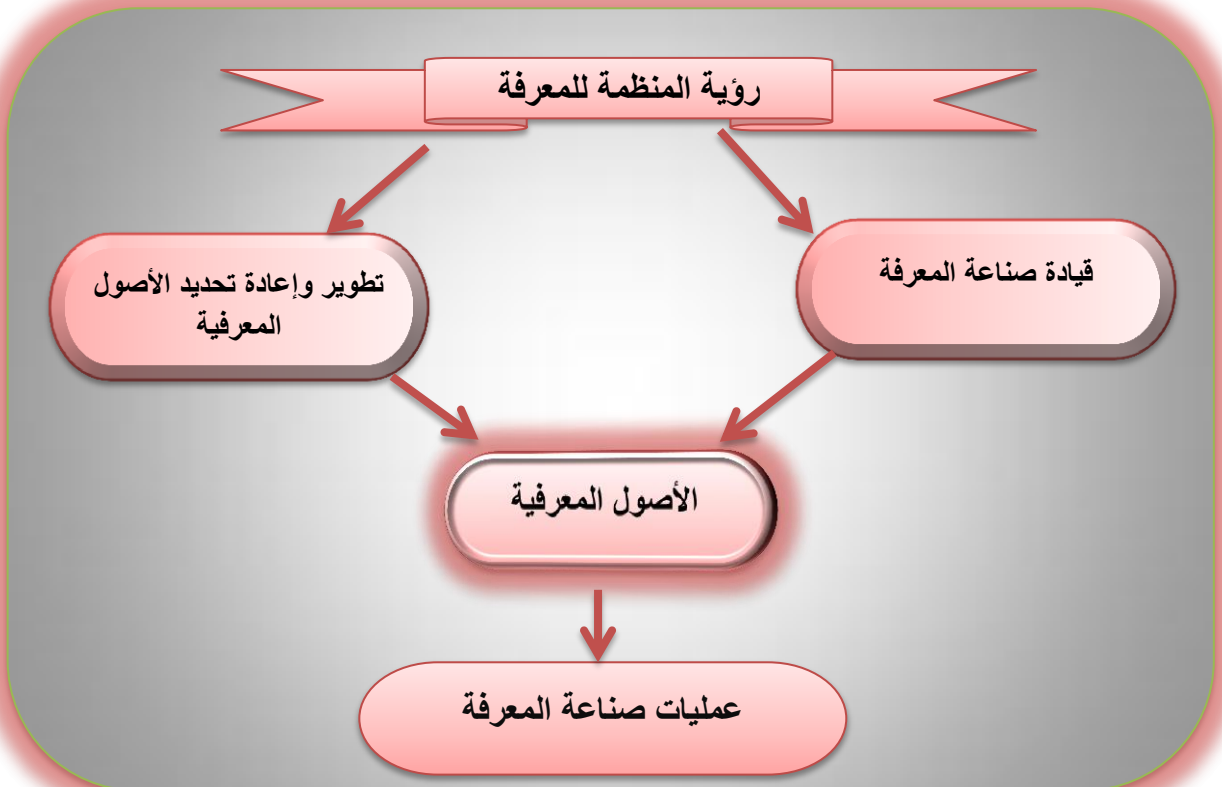 رؤية المنظمة للمعرفة
قيادة صناعة المعرفة
تطوير وإعادة تحديد الأصول
المعرفية
الأصول المعرفية
عمليات صناعة المعرفة